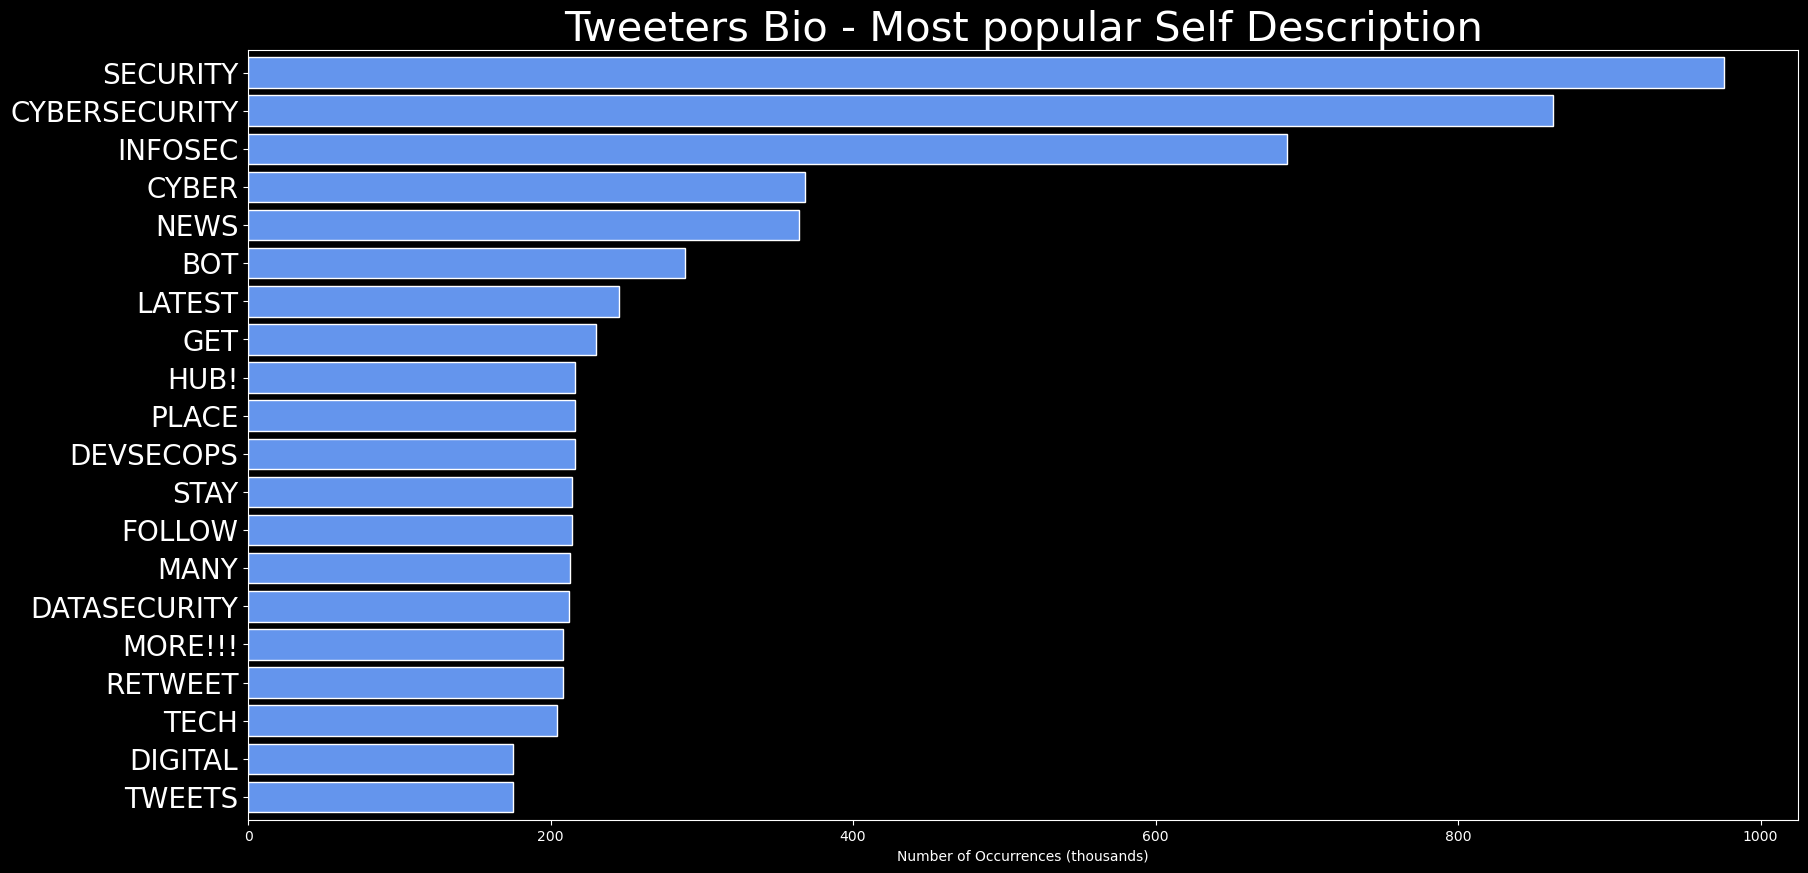 Tweeters Bio - Most popular Self Description
SECURITY
CYBERSECURITY
INFOSEC
CYBER
NEWS
BOT
LATEST
GET
HUB!
PLACE
DEVSECOPS
STAY
FOLLOW
MANY
DATASECURITY
MORE!!!
RETWEET
TECH
DIGITAL
TWEETS
0 200 400 600 800 1000
Number of Occurrences (thousands)